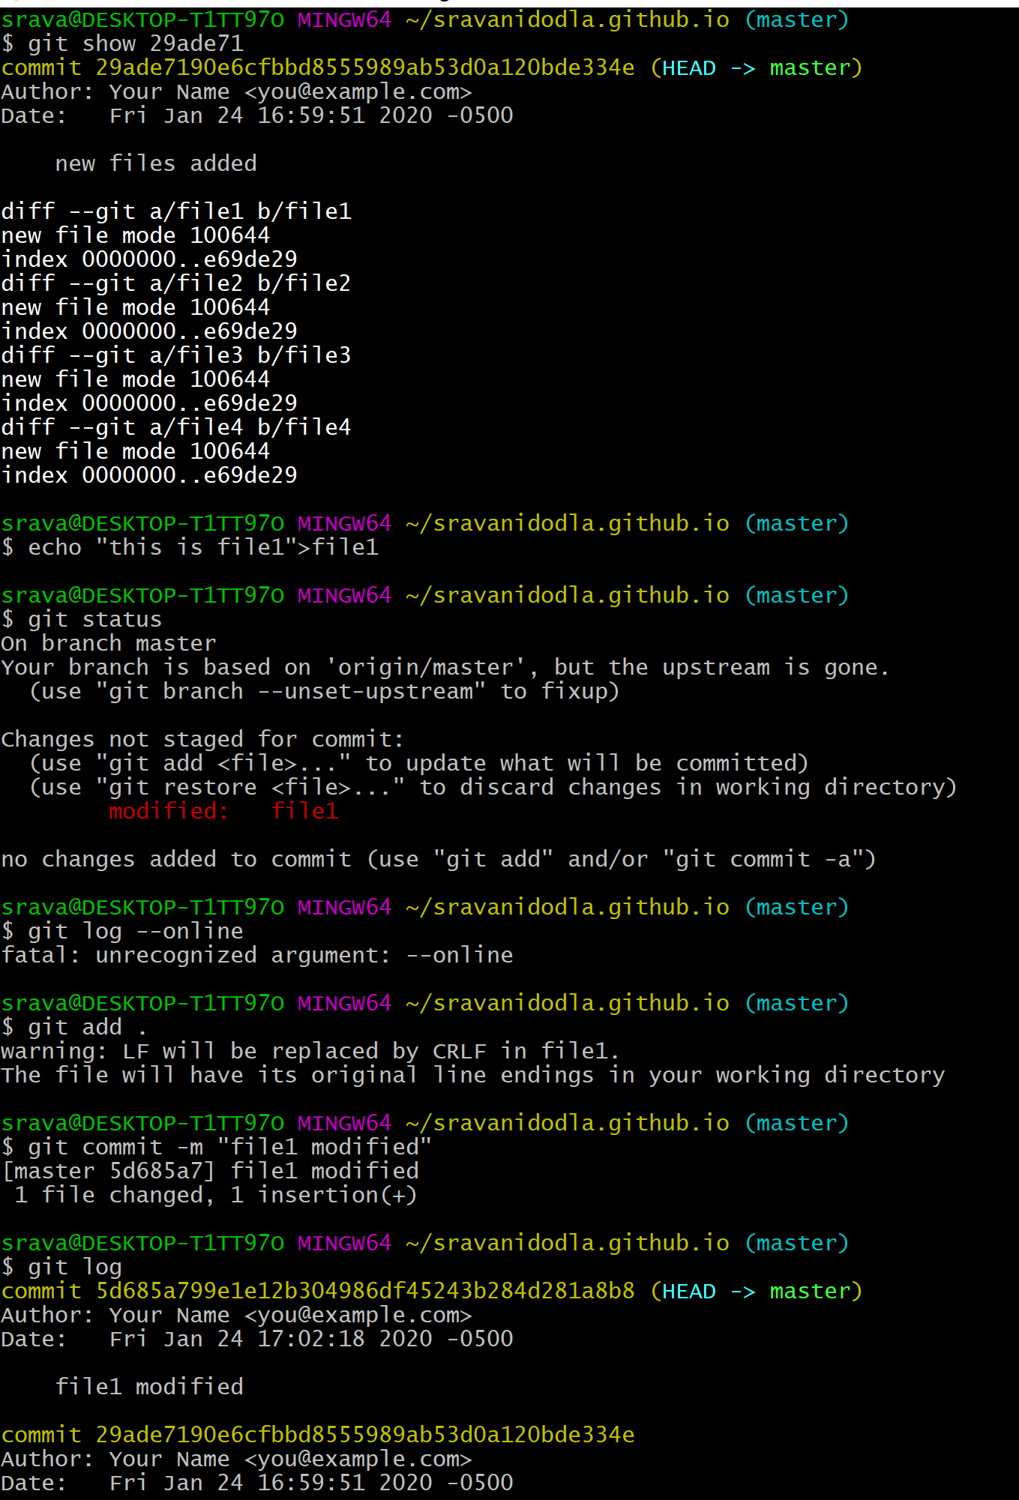 srava@DESKTOP-T1TT97O MINGW64 ~/sravanidodla.github.io (master)
$ git show 29ade71
commit 29ade7190e6cfbbd8555989ab53d0a120bde334e (HEAD -> master)
Author: Your Name <you@example.com>
Date:   Fri Jan 24 16:59:51 2020 -0500

    new files added

diff --git a/file1 b/file1
new file mode 100644
index 0000000..e69de29
diff --git a/file2 b/file2
new file mode 100644
index 0000000..e69de29
diff --git a/file3 b/file3
new file mode 100644
index 0000000..e69de29
diff --git a/file4 b/file4
new file mode 100644
index 0000000..e69de29

srava@DESKTOP-T1TT97O MINGW64 ~/sravanidodla.github.io (master)
$ echo "this is file1">file1

srava@DESKTOP-T1TT97O MINGW64 ~/sravanidodla.github.io (master)
$ git status
On branch master
Your branch is based on 'origin/master', but the upstream is gone.
  (use "git branch --unset-upstream" to fixup)

Changes not staged for commit:
  (use "git add <file>..." to update what will be committed)
  (use "git restore <file>..." to discard changes in working directory)
        modified:   file1

no changes added to commit (use "git add" and/or "git commit -a")

srava@DESKTOP-T1TT97O MINGW64 ~/sravanidodla.github.io (master)
$ git log --online
fatal: unrecognized argument: --online

srava@DESKTOP-T1TT97O MINGW64 ~/sravanidodla.github.io (master)
$ git add .
warning: LF will be replaced by CRLF in file1.
The file will have its original line endings in your working directory

srava@DESKTOP-T1TT97O MINGW64 ~/sravanidodla.github.io (master)
$ git commit -m "file1 modified"
[master 5d685a7] file1 modified
 1 file changed, 1 insertion(+)

srava@DESKTOP-T1TT97O MINGW64 ~/sravanidodla.github.io (master)
$ git log
commit 5d685a799e1e12b304986df45243b284d281a8b8 (HEAD -> master)
Author: Your Name <you@example.com>
Date:   Fri Jan 24 17:02:18 2020 -0500

    file1 modified

commit 29ade7190e6cfbbd8555989ab53d0a120bde334e
Author: Your Name <you@example.com>
Date:   Fri Jan 24 16:59:51 2020 -0500